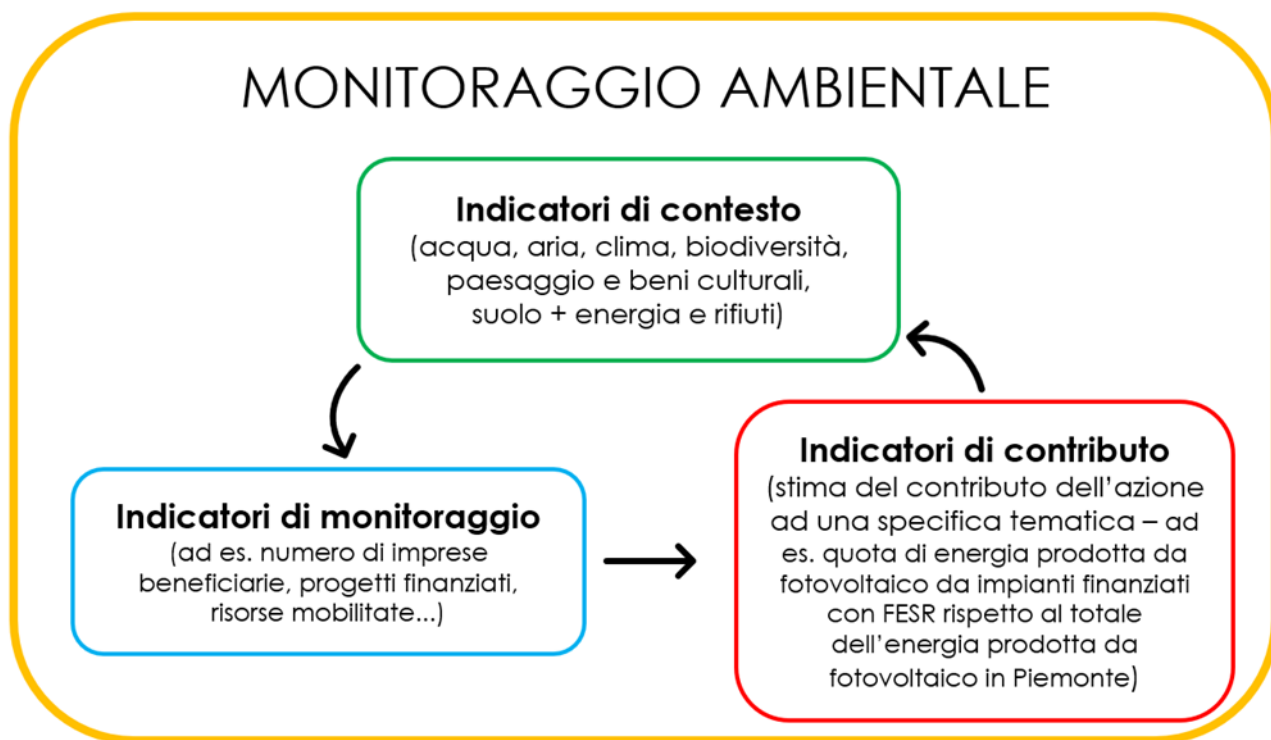 MONITORAGGIO AMBIENTALE
Indicatori di contesto
(acqua, aria, clima, biodiversità,
paesaggio e beni culturali,
suolo + energia e rifiuti)
Indicatori di monitoraggio
(ad es. numero di imprese
beneficiarie, progetti finanziati,
risorse mobilitate...)
Indicatori di contributo
(stima del contributo dell’azione
ad una specifica tematica – ad
es. quota di energia prodotta da
fotovoltaico da impianti finanziati
con FESR rispetto al totale
dell’energia prodotta da
fotovoltaico in Piemonte)